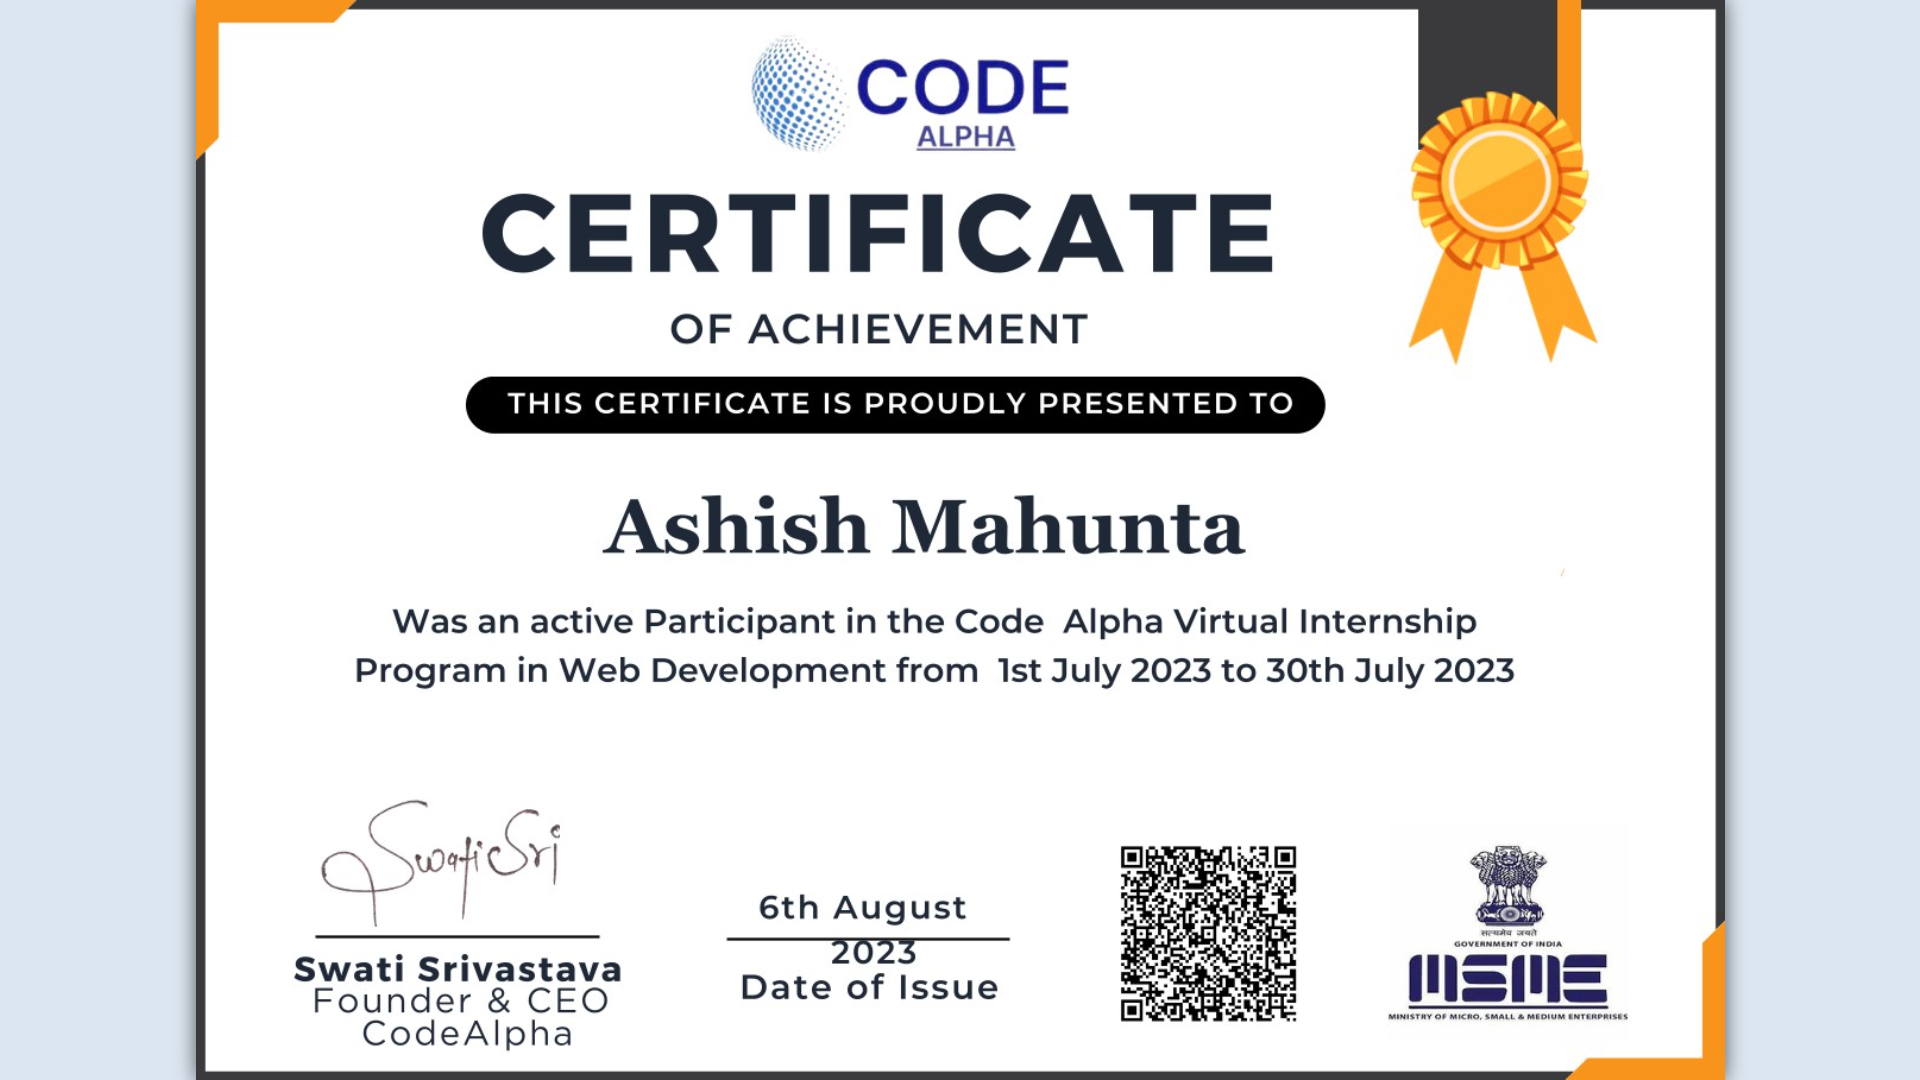 CODE
ALPHA
CERTIFICATE
OF ACHIEVEMENT
THIS CERTIFICATE IS PROUDLY PRESENTED TO
Ashish Mahunta
Was an active Participant in the Code Alpha Virtual Internship
Program in Web Development from 1st July 2023 to 30th July 2023
Swati Sri
Swati Srivastava
Founder & CEO
CodeAlpha
6th August
2023
Date of Issue
सत्यमेव जयते
GOVERNMENT OF INDIA
MSME
MINISTRY OF MICRO, SMALL & MEDIUM ENTERPRISES